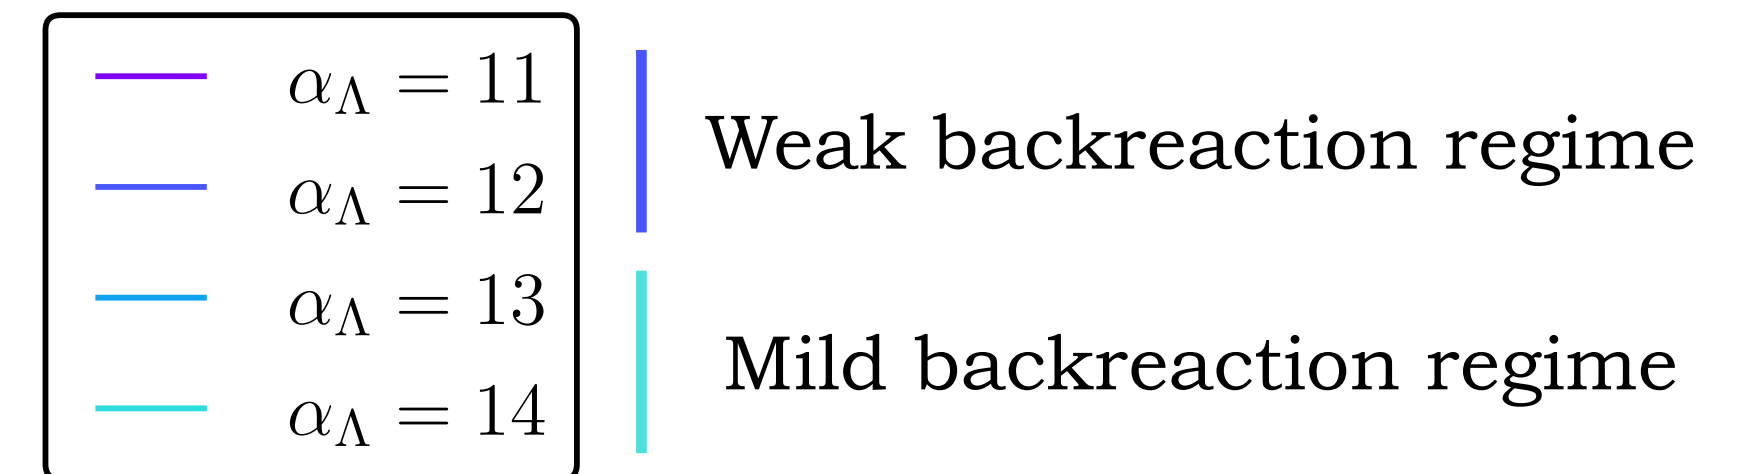 α_Λ = 11
α_Λ = 12
Weak backreaction regime
α_Λ = 13
α_Λ = 14
Mild backreaction regime